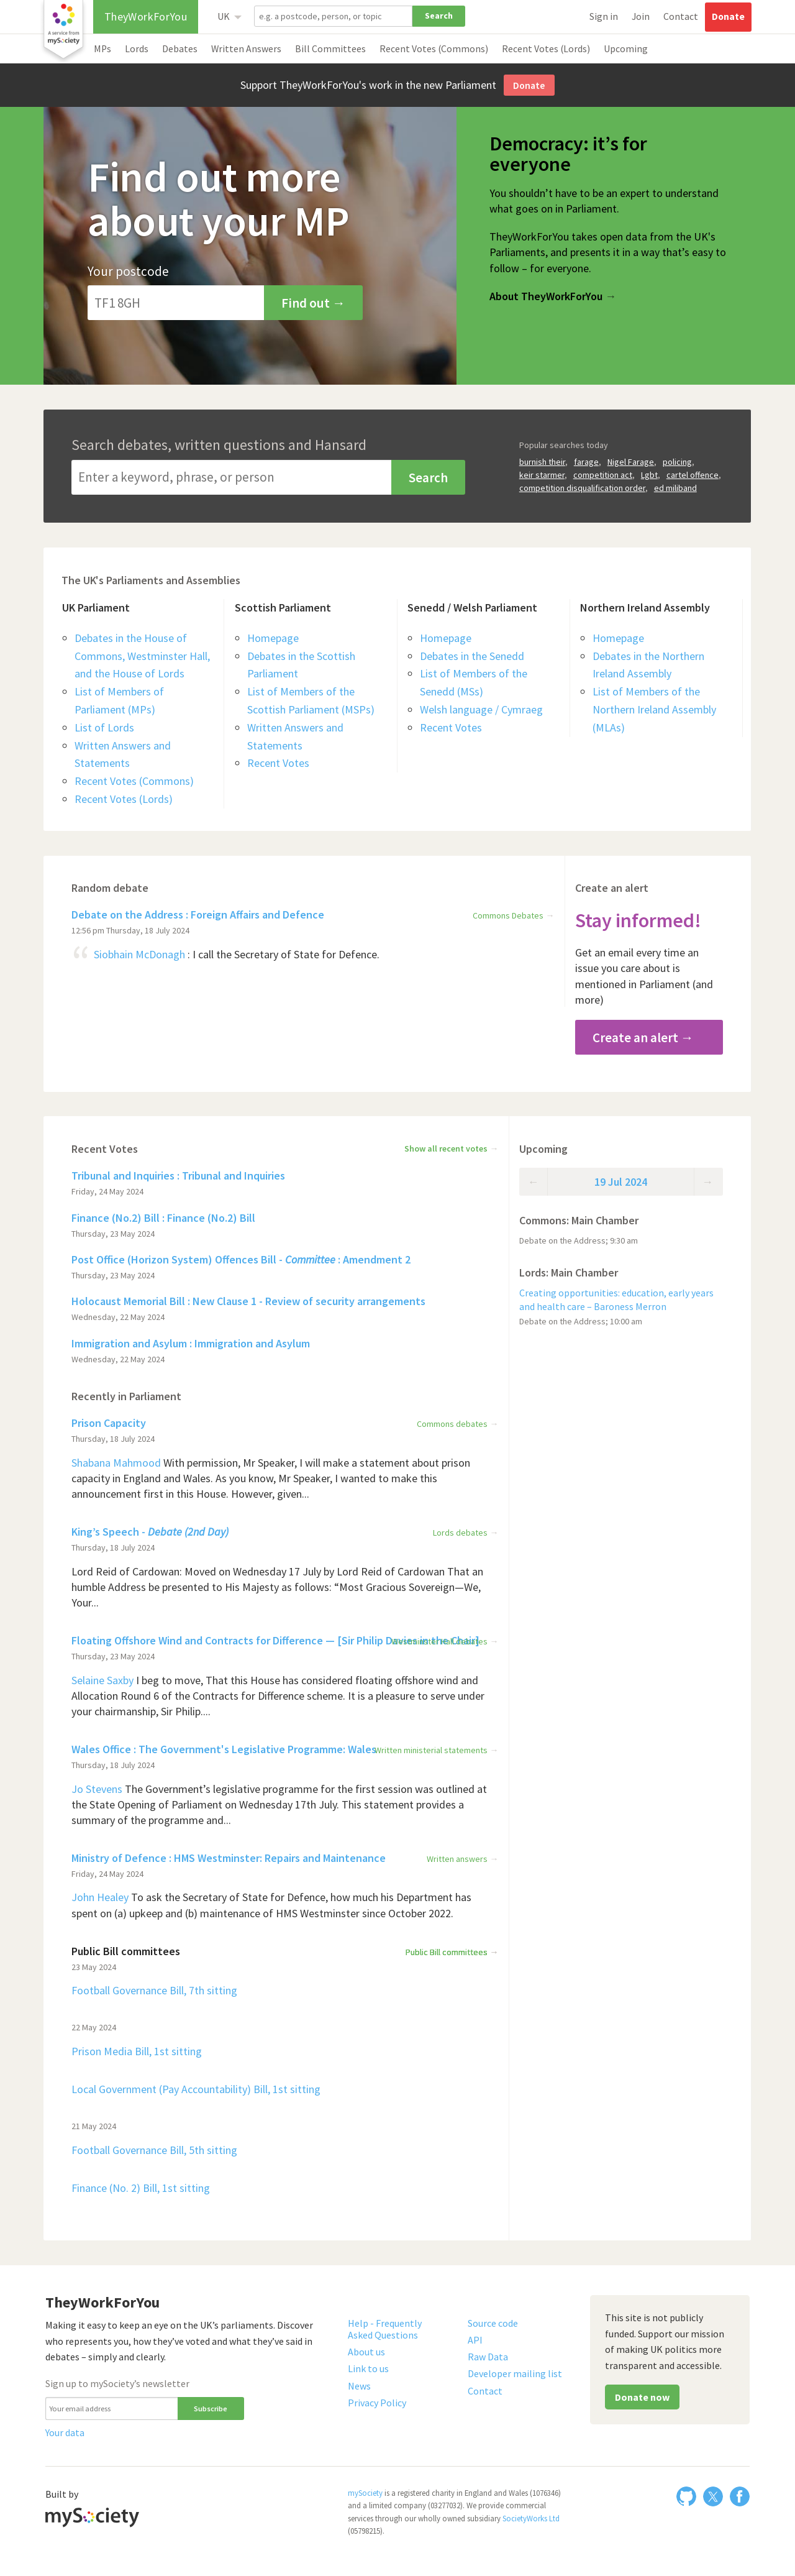 A service from
mySociety
TheyWorkForYou
UK
e.g. a postcode, person, or topic
Search
Sign in
Join
Contact
Donate
MPs
Lords
Debates
Written Answers
Bill Committees
Recent Votes (Commons)
Recent Votes (Lords)
Upcoming
Support TheyWorkForYou's work in the new Parliament
Donate
Find out more
about your MP
Your postcode
TF1 8GH
Find out →
Democracy: it’s for
everyone
You shouldn’t have to be an expert to understand
what goes on in Parliament.
TheyWorkForYou takes open data from the UK's
Parliaments, and presents it in a way that’s easy to
follow – for everyone.
About TheyWorkForYou →
Search debates, written questions and Hansard
Enter a keyword, phrase, or person
Search
Popular searches today
burnish their, farage, Nigel Farage, policing,
keir starmer, competition act, Lgbt, cartel offence,
competition disqualification order, ed miliband
The UK's Parliaments and Assemblies
UK Parliament
Debates in the House of
Commons, Westminster Hall,
and the House of Lords
List of Members of
Parliament (MPs)
List of Lords
Written Answers and
Statements
Recent Votes (Commons)
Recent Votes (Lords)
Scottish Parliament
Homepage
Debates in the Scottish
Parliament
List of Members of the
Scottish Parliament (MSPs)
Written Answers and
Statements
Recent Votes
Senedd / Welsh Parliament
Homepage
Debates in the Senedd
List of Members of the
Senedd (MSs)
Welsh language / Cymraeg
Recent Votes
Northern Ireland Assembly
Homepage
Debates in the Northern
Ireland Assembly
List of Members of the
Northern Ireland Assembly
(MLAs)
Random debate
Debate on the Address : Foreign Affairs and Defence
Commons Debates →
12:56 pm Thursday, 18 July 2024
“ Siobhain McDonagh : I call the Secretary of State for Defence.
Create an alert
Stay informed!
Get an email every time an
issue you care about is
mentioned in Parliament (and
more)
Create an alert →
Recent Votes
Show all recent votes →
Tribunal and Inquiries : Tribunal and Inquiries
Friday, 24 May 2024
Finance (No.2) Bill : Finance (No.2) Bill
Thursday, 23 May 2024
Post Office (Horizon System) Offences Bill - Committee : Amendment 2
Thursday, 23 May 2024
Holocaust Memorial Bill : New Clause 1 - Review of security arrangements
Wednesday, 22 May 2024
Immigration and Asylum : Immigration and Asylum
Wednesday, 22 May 2024
Recently in Parliament
Prison Capacity
Commons debates →
Thursday, 18 July 2024
Shabana Mahmood With permission, Mr Speaker, I will make a statement about prison
capacity in England and Wales. As you know, Mr Speaker, I wanted to make this
announcement first in this House. However, given...
King’s Speech - Debate (2nd Day)
Lords debates →
Thursday, 18 July 2024
Lord Reid of Cardowan: Moved on Wednesday 17 July by Lord Reid of Cardowan That an
humble Address be presented to His Majesty as follows: “Most Gracious Sovereign—We,
Your...
Floating Offshore Wind and Contracts for Difference — [Sir Philip Davies in the Chair]
Westminster Hall debates →
Thursday, 23 May 2024
Selaine Saxby I beg to move, That this House has considered floating offshore wind and
Allocation Round 6 of the Contracts for Difference scheme. It is a pleasure to serve under
your chairmanship, Sir Philip....
Wales Office : The Government's Legislative Programme: Wales
Written ministerial statements →
Thursday, 18 July 2024
Jo Stevens The Government’s legislative programme for the first session was outlined at
the State Opening of Parliament on Wednesday 17th July. This statement provides a
summary of the programme and...
Ministry of Defence : HMS Westminster: Repairs and Maintenance
Written answers →
Friday, 24 May 2024
John Healey To ask the Secretary of State for Defence, how much his Department has
spent on (a) upkeep and (b) maintenance of HMS Westminster since October 2022.
Public Bill committees
Public Bill committees →
23 May 2024
Football Governance Bill, 7th sitting
22 May 2024
Prison Media Bill, 1st sitting
Local Government (Pay Accountability) Bill, 1st sitting
21 May 2024
Football Governance Bill, 5th sitting
Finance (No. 2) Bill, 1st sitting
Upcoming
← 19 Jul 2024 →
Commons: Main Chamber
Debate on the Address; 9:30 am
Lords: Main Chamber
Creating opportunities: education, early years
and health care – Baroness Merron
Debate on the Address; 10:00 am
TheyWorkForYou
Making it easy to keep an eye on the UK’s parliaments. Discover
who represents you, how they’ve voted and what they’ve said in
debates – simply and clearly.
Sign up to mySociety’s newsletter
Your email address
Subscribe
Your data
Help - Frequently
Asked Questions
About us
Link to us
News
Privacy Policy
Source code
API
Raw Data
Developer mailing list
Contact
This site is not publicly
funded. Support our mission
of making UK politics more
transparent and accessible.
Donate now
Built by
mySociety
mySociety is a registered charity in England and Wales (1076346)
and a limited company (03277032). We provide commercial
services through our wholly owned subsidiary SocietyWorks Ltd
(05798215).